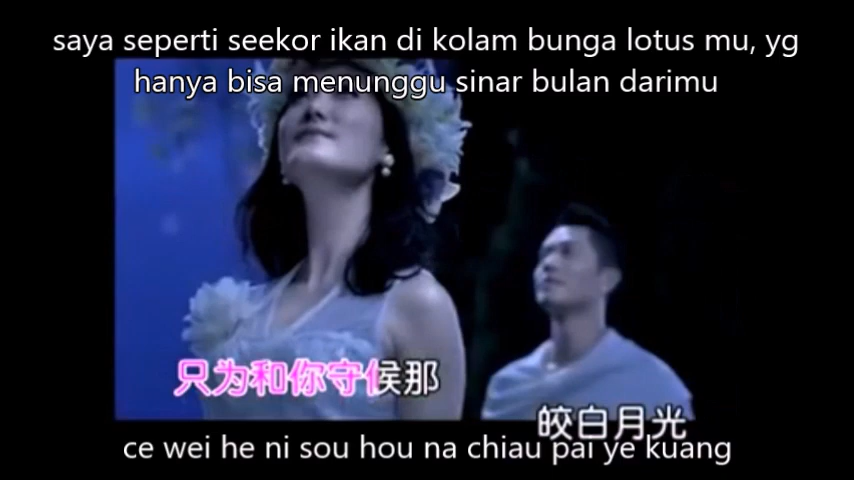 saya seperti seekor ikan di kolam bunga lotus mu, yg
hanya bisa menunggu sinar bulan darimu
只为和你守候那
皎白月光
ce wei he ni sou hou na chiau pai ye kuang